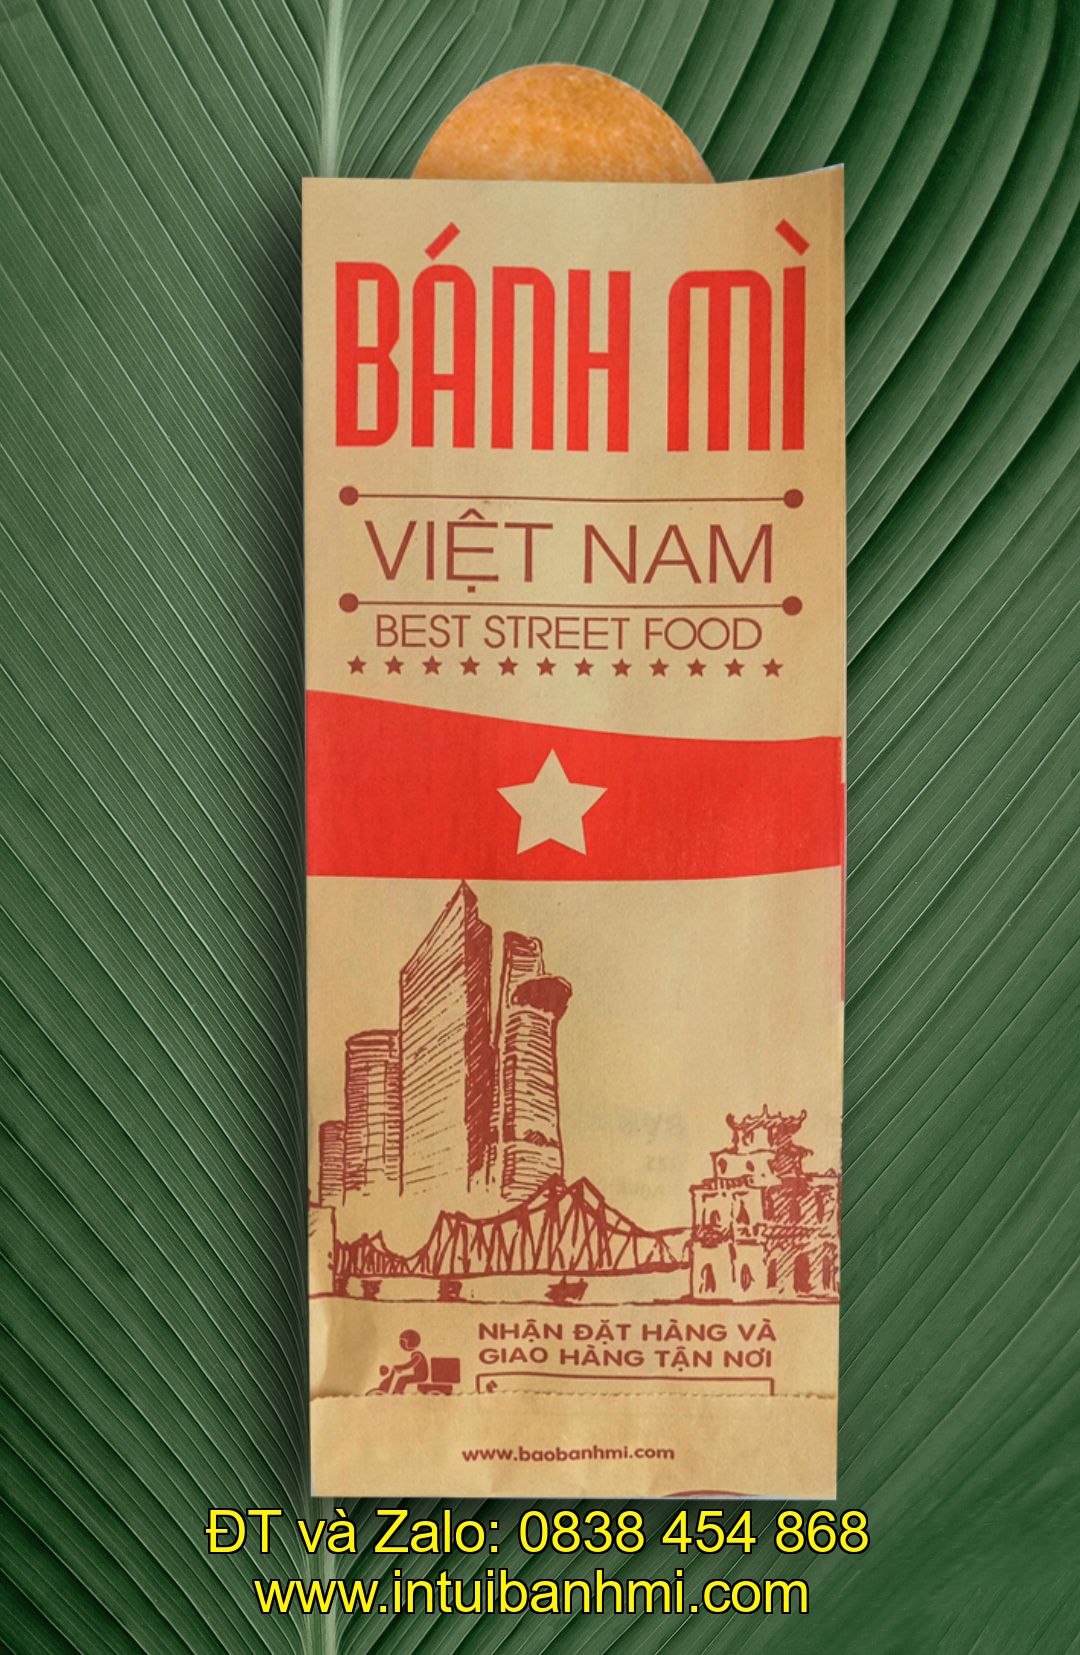 BÁNH MÌ
VIỆT NAM
BEST STREET FOOD
NHẬN ĐẶT HÀNG VÀ
GIAO HÀNG TẬN NƠI
www.baobanhmi.com
ĐT và Zalo: 0838 454 868
www.intuibanhmi.com